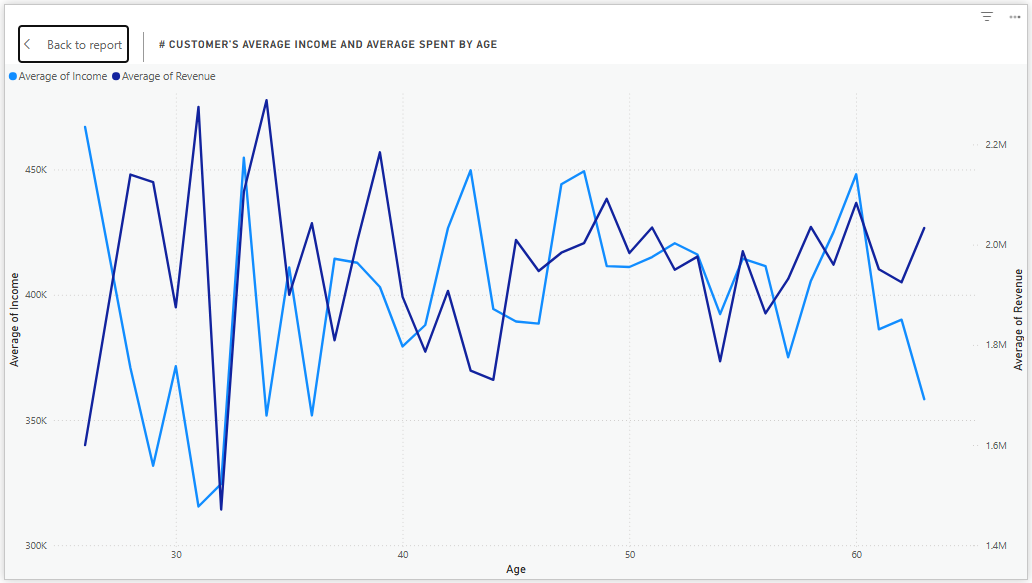 Back to report
# CUSTOMER'S AVERAGE INCOME AND AVERAGE SPENT BY AGE
Average of Income Average of Revenue
450K
400K
350K
300K
Average of Income
2.2M
2.0M
1.8M
1.6M
1.4M
Average of Revenue
30 40 50 60
Age